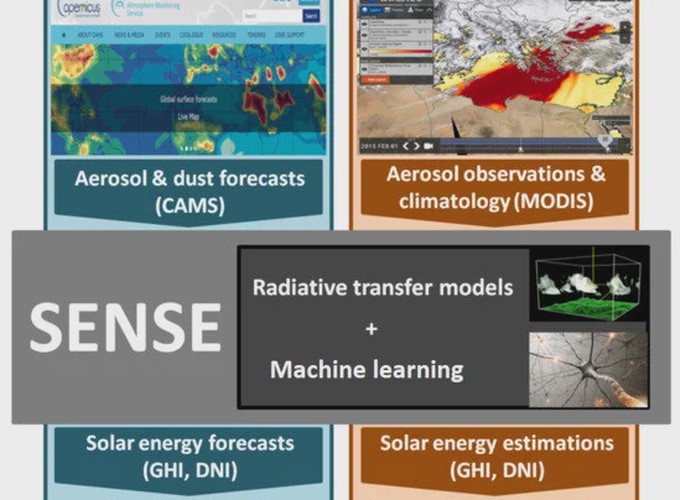 opernicus
Atmosphere Monitoring
Service
Search
Search
ABOUT CAMS NEWS & MEDIA EVENTS CATALOGUE RESOURCES TENDERS USER SUPPORT
Global surface forecasts
Live Map
2015 FEB 01
Aerosol & dust forecasts
(CAMS)
Aerosol observations &
climatology (MODIS)
SENSE
Radiative transfer models
+
Machine learning
Solar energy forecasts
(GHI, DNI)
Solar energy estimations
(GHI, DNI)